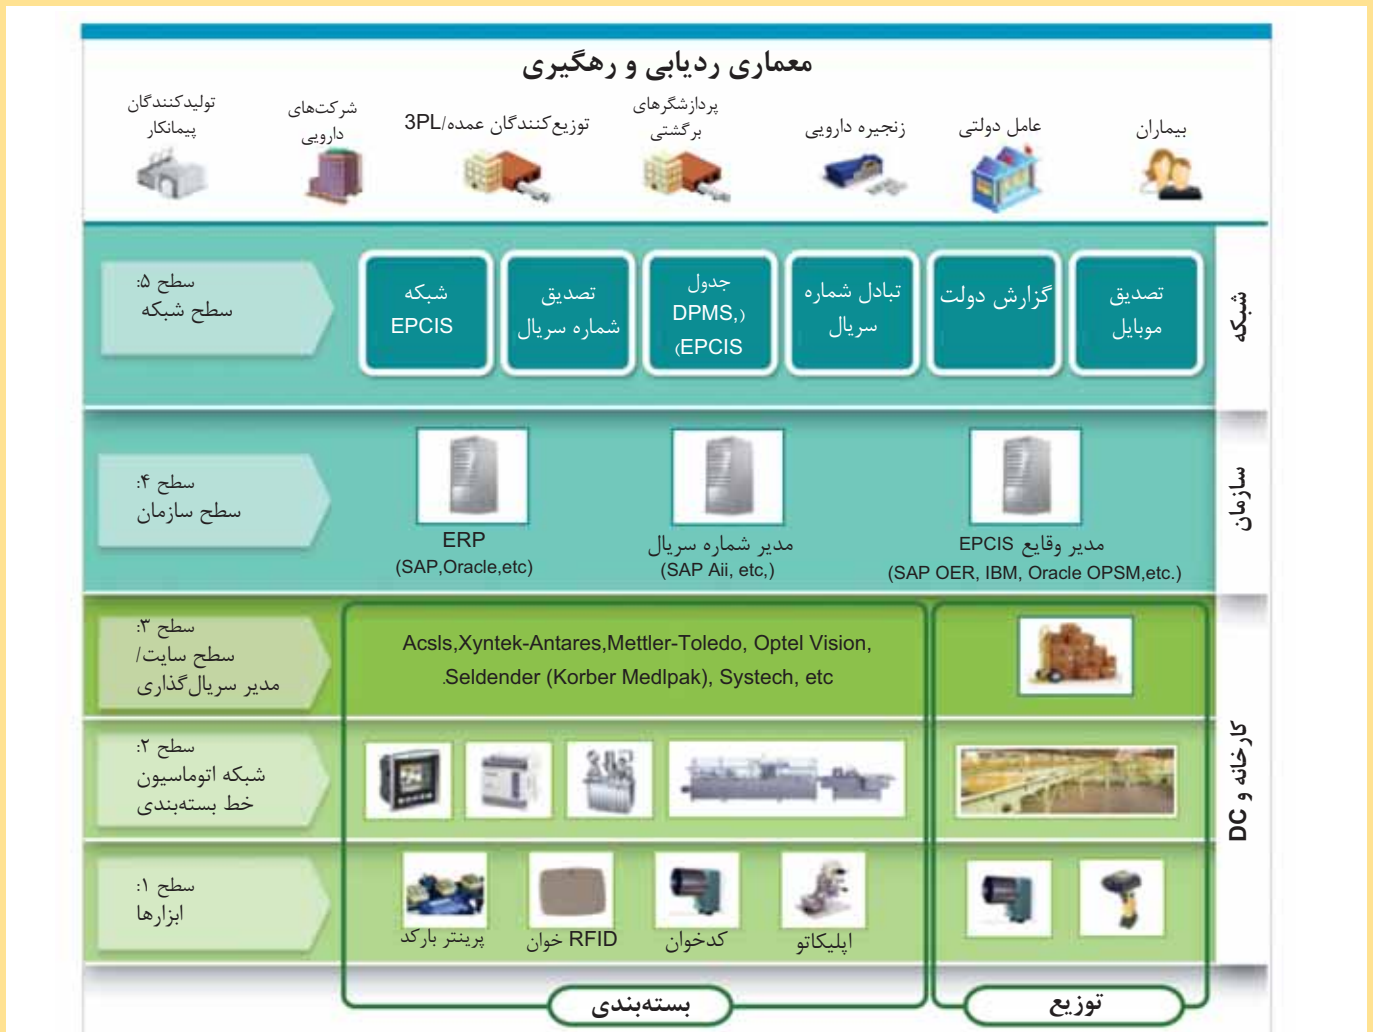 معماری ردیابی و رهگیری
بیماران
عامل دولتی
زنجیره دارویی
پردازشگرهای
برگشتی
توزیع‌کنندگان عمده/3PL
شرکت‌های
دارویی
تولیدکنندگان
پیمانکار
شبکه
تصدیق
موبایل
گزارش دولت
تبادل شماره
سریال
جدول
(DPMS,
EPCIS)
تصدیق
شماره سریال
شبکه
EPCIS
سطح ۵:
سطح شبکه
سازمان
مدیر وقایع EPCIS
(SAP OER, IBM, Oracle OPSM,etc.)
مدیر شماره سریال
(SAP Aii, etc,)
ERP
(SAP,Oracle,etc)
سطح ۴:
سطح سازمان
کارخانه و DC
Acsls,Xyntek-Antares,Mettler-Toledo, Optel Vision,
Seldender (Korber Medlpak), Systech, etc.
سطح ۳:
سطح سایت/
مدیر سریال‌گذاری
سطح ۲:
شبکه اتوماسیون
خط بسته‌بندی
اپلیکاتو
کدخوان
RFID خوان
پرینتر بارکد
سطح ۱:
ابزارها
توزیع
بسته‌بندی